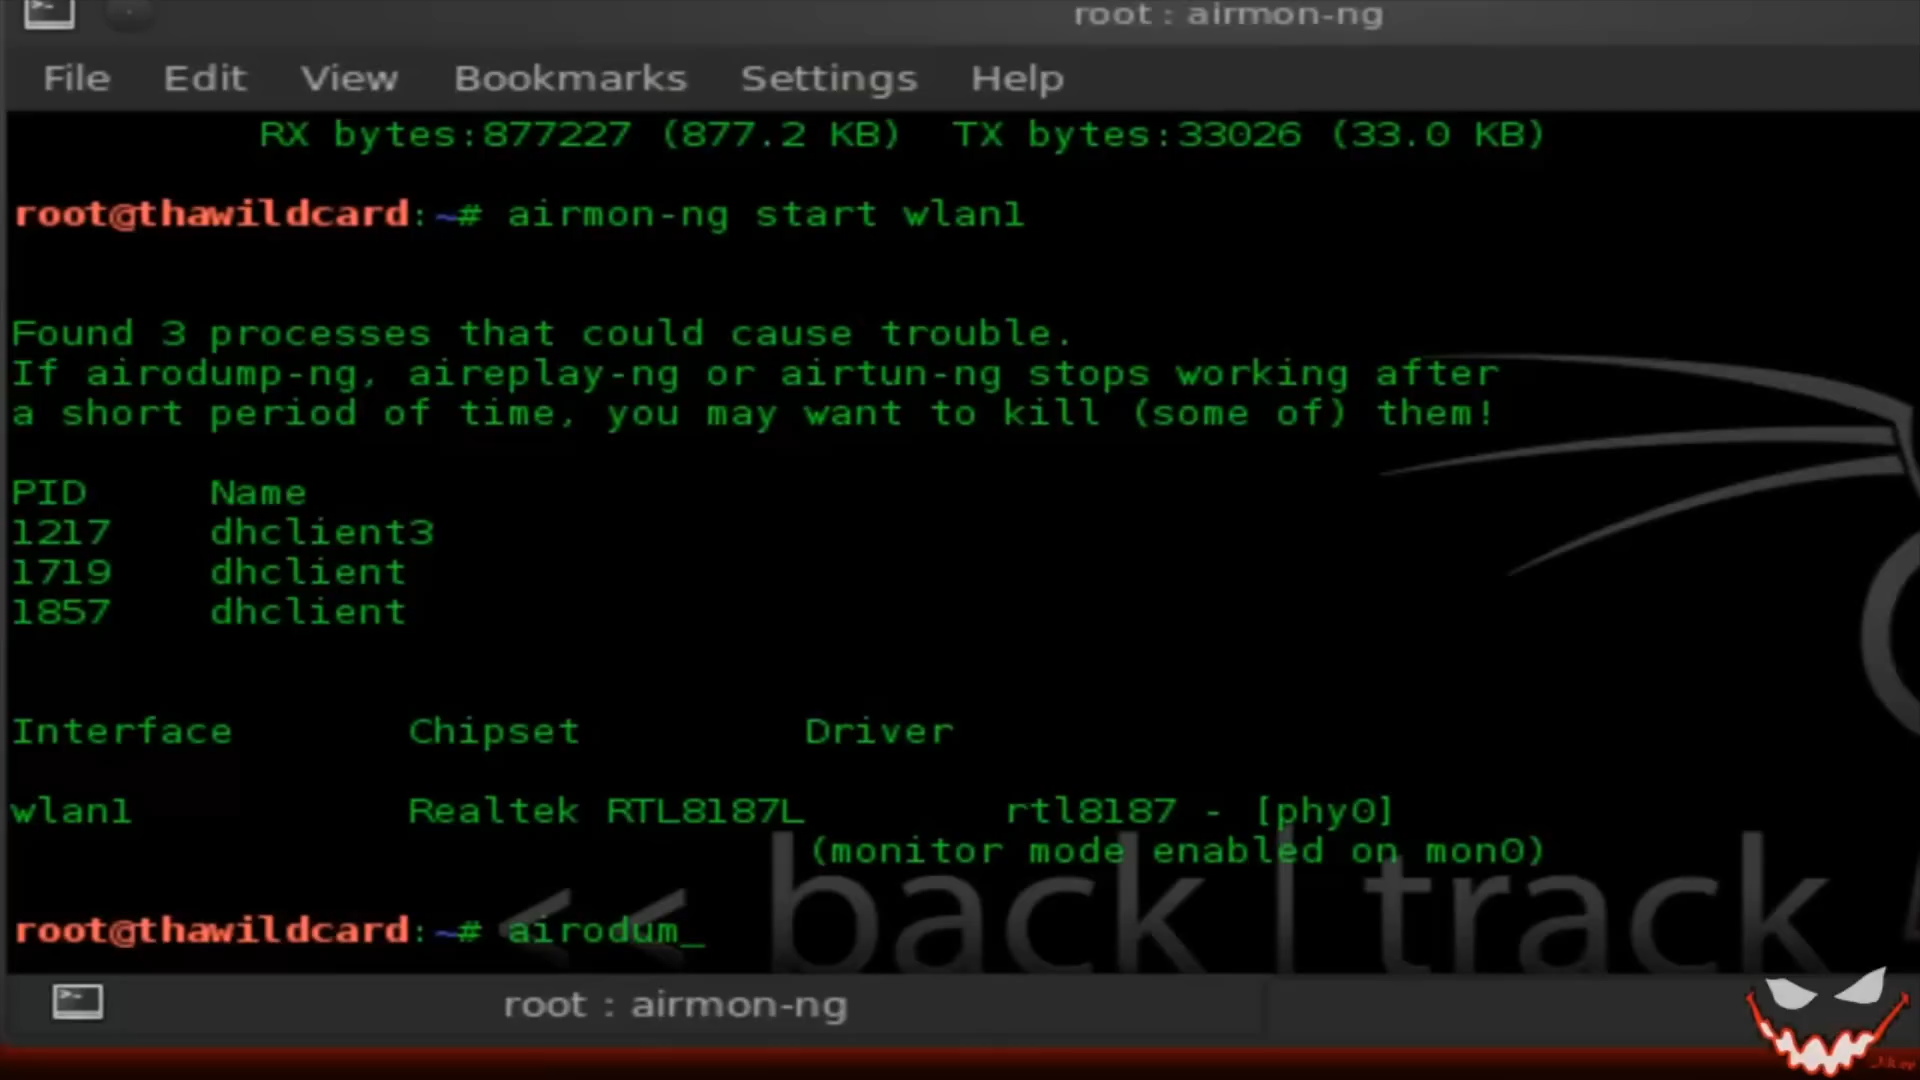 root : airmon-ng
File Edit View Bookmarks Settings Help
RX bytes:877227 (877.2 KB) TX bytes:33026 (33.0 KB)
root@thawildcard:~# airmon-ng start wlan1
Found 3 processes that could cause trouble.
If airodump-ng, aireplay-ng or airtun-ng stops working after
a short period of time, you may want to kill (some of) them!
PID Name
1217 dhclient3
1719 dhclient
1857 dhclient
Interface Chipset Driver
wlan1 Realtek RTL8187L rtl8187 - [phy0]
(monitor mode enabled on mon0)
root@thawildcard:~# airodum_
<< back | track
root : airmon-ng